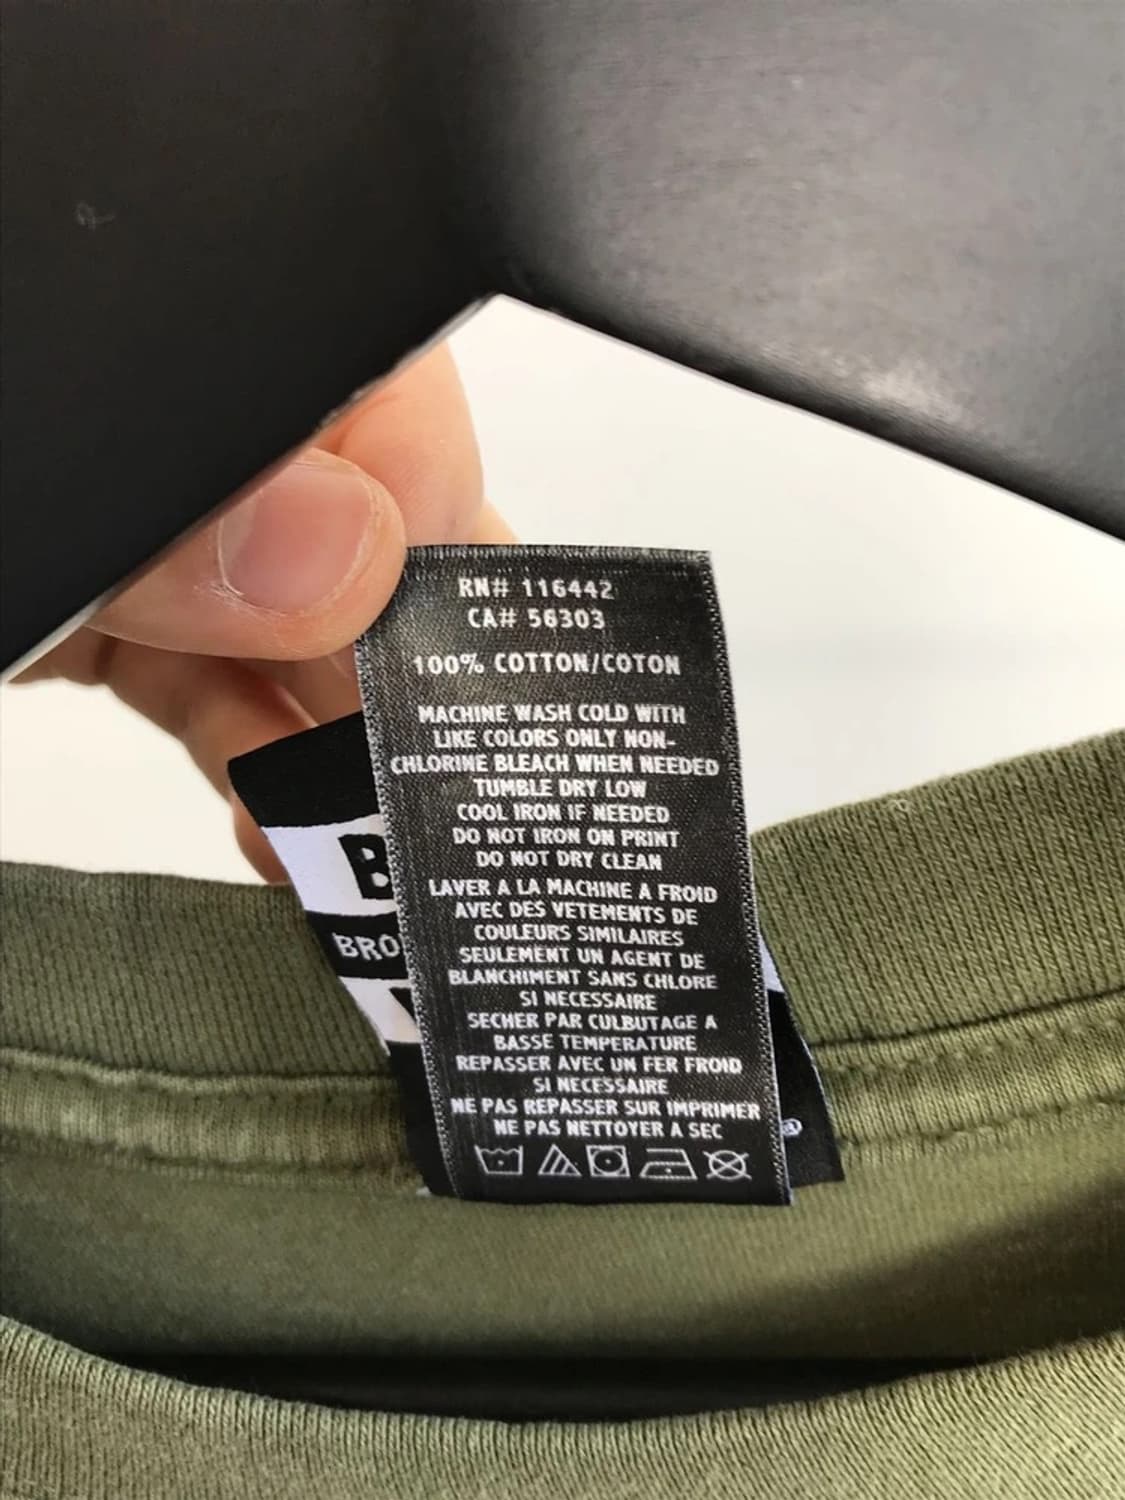 RN# 116442
CA# 56303
100% COTTON/COTON
MACHINE WASH COLD WITH
LIKE COLORS ONLY NON-
CHLORINE BLEACH WHEN NEEDED
TUMBLE DRY LOW
COOL IRON IF NEEDED
DO NOT IRON ON PRINT
DO NOT DRY CLEAN
LAVER A LA MACHINE A FROID
AVEC DES VETEMENTS DE
COULEURS SIMILAIRES
SEULEMENT UN AGENT DE
BLANCHIMENT SANS CHLORE
SI NECESSAIRE
SECHER PAR CULBUTAGE A
BASSE TEMPERATURE
REPASSER AVEC UN FER FROID
SI NECESSAIRE
NE PAS REPASSER SUR IMPRIMER
NE PAS NETTOYER A SEC
B
BRO
®